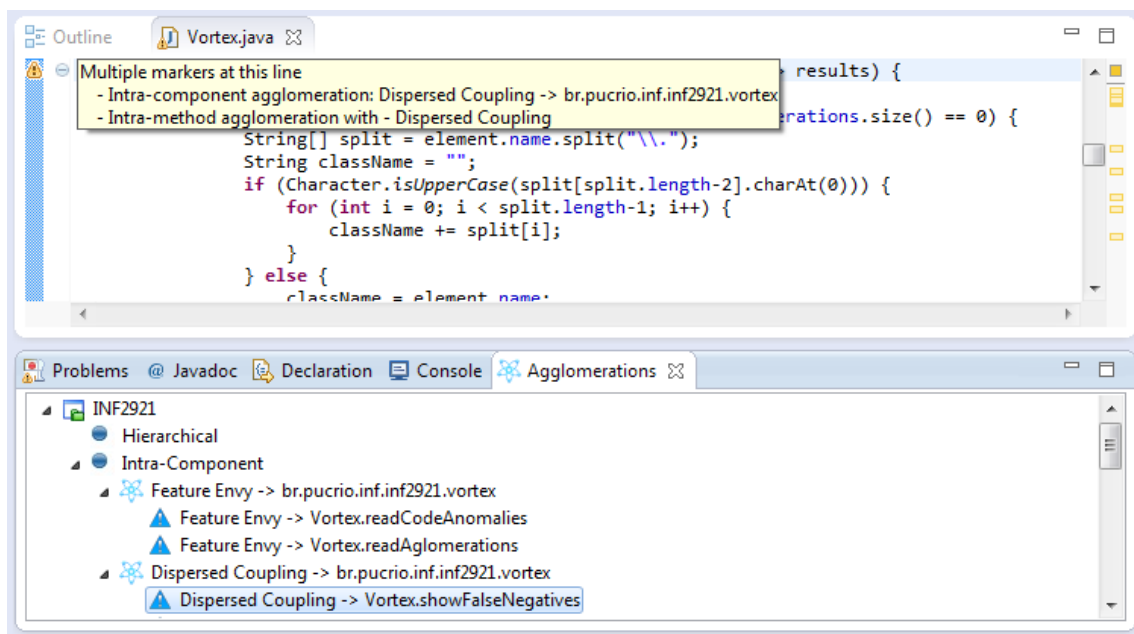 Outline Vortex.java
Multiple markers at this line
results) {
- Intra-component agglomeration: Dispersed Coupling -> br.pucrio.inf.inf2921.vortex
- Intra-method agglomeration with - Dispersed Coupling
erations.size() == 0) {
String[] split = element.name.split("\\.");
String className = "";
if (Character.isUpperCase(split[split.length-2].charAt(0))) {
for (int i = 0; i < split.length-1; i++) {
className += split[i];
}
} else {
className = element.name;
Problems @ Javadoc Declaration Console Agglomerations
INF2921
Hierarchical
Intra-Component
Feature Envy -> br.pucrio.inf.inf2921.vortex
Feature Envy -> Vortex.readCodeAnomalies
Feature Envy -> Vortex.readAglomerations
Dispersed Coupling -> br.pucrio.inf.inf2921.vortex
Dispersed Coupling -> Vortex.showFalseNegatives